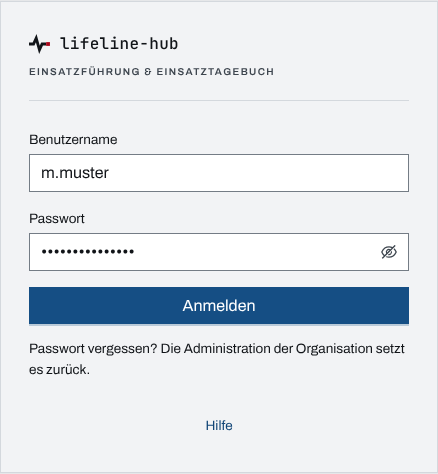 lifeline-hub
EINSATZFÜHRUNG & EINSATZTAGEBUCH
Benutzername
m.muster
Passwort
•••••••••••••••
Anmelden
Passwort vergessen? Die Administration der Organisation setzt
es zurück.
Hilfe